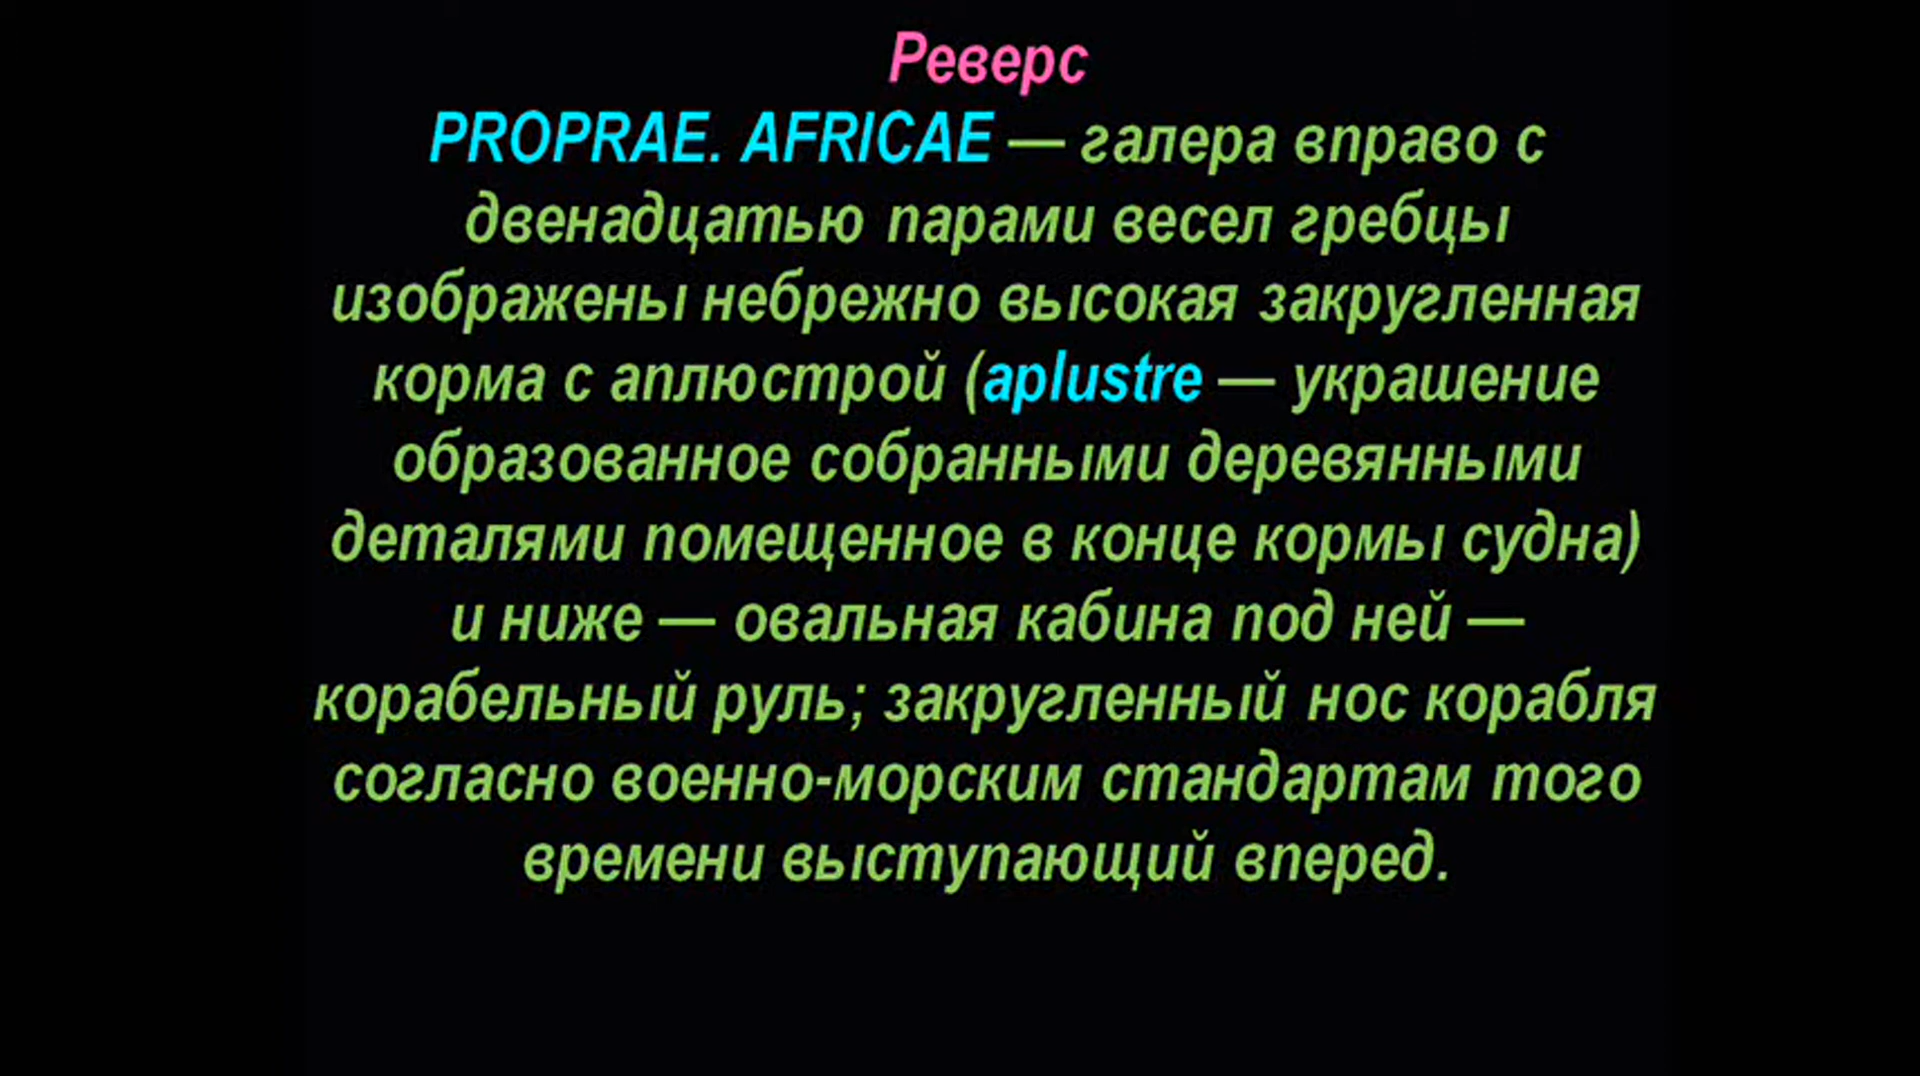 Реверс
PROPRAE. AFRICAE — галера вправо с
двенадцатью парами весел гребцы
изображены небрежно высокая закругленная
корма с аплюстрой (aplustre — украшение
образованное собранными деревянными
деталями помещенное в конце кормы судна)
и ниже — овальная кабина под ней —
корабельный руль; закругленный нос корабля
согласно военно-морским стандартам того
времени выступающий вперед.